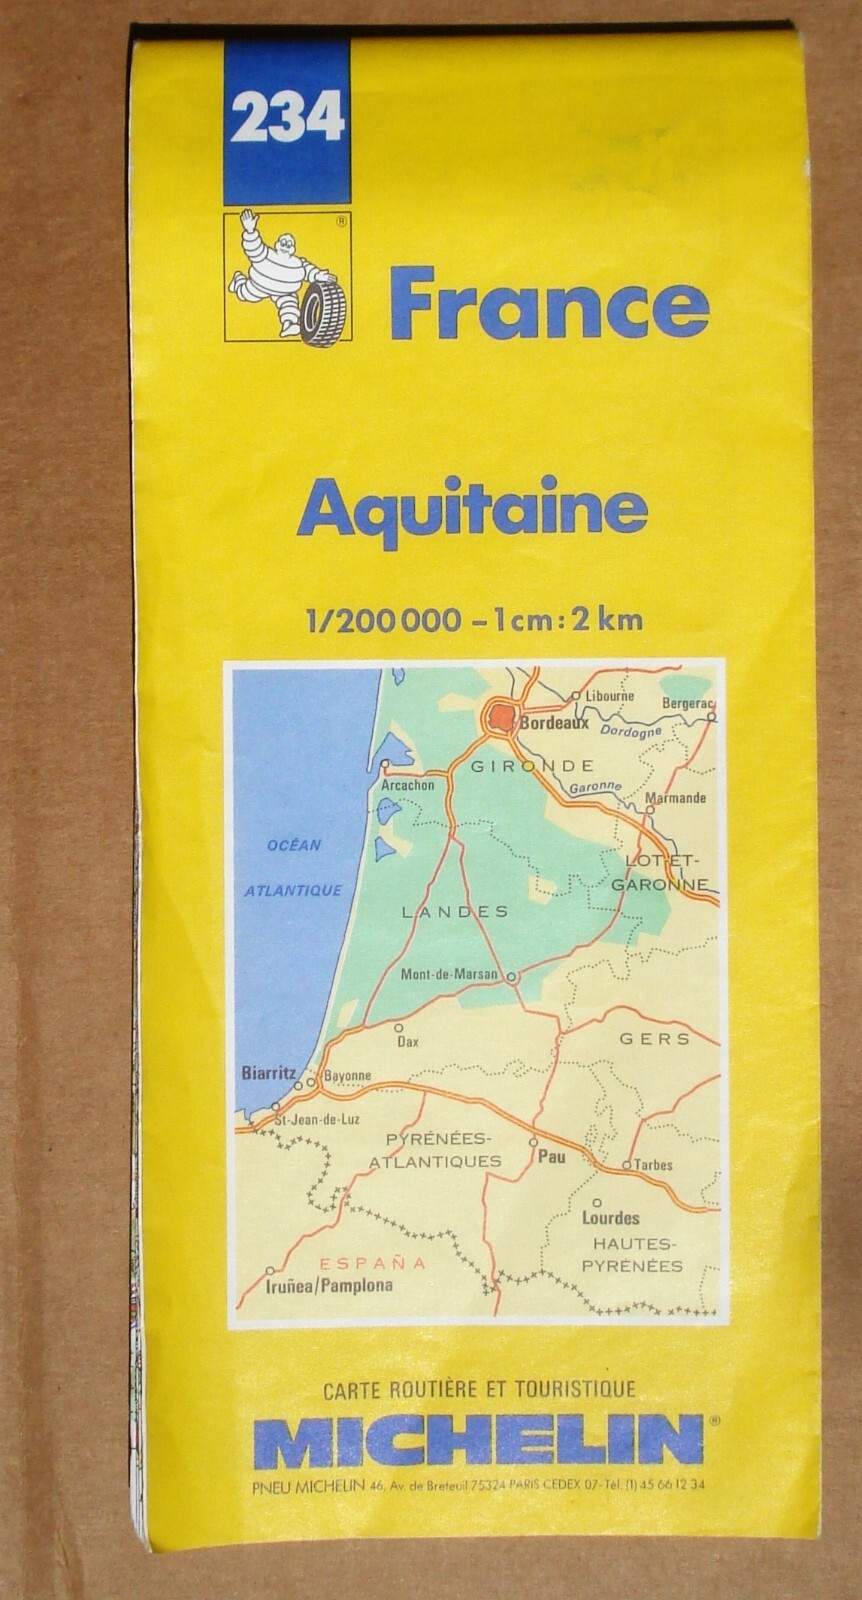 234
®
France
Aquitaine
1/200 000 – 1 cm : 2 km
Libourne
Bergerac
Bordeaux
Dordogne
GIRONDE
Arcachon
Garonne
Marmande
OCÉAN
ATLANTIQUE
LOT-ET-
GARONNE
LANDES
Mont-de-Marsan
Dax
GERS
Biarritz
Bayonne
St-Jean-de-Luz
PYRÉNÉES-
ATLANTIQUES
Pau
Tarbes
Lourdes
HAUTES-
PYRÉNÉES
ESPAÑA
Iruñea/Pamplona
CARTE ROUTIÈRE ET TOURISTIQUE
MICHELIN®
PNEU MICHELIN 46, Av. de Breteuil 75324 PARIS CEDEX 07- Tél. (1) 45 66 12 34